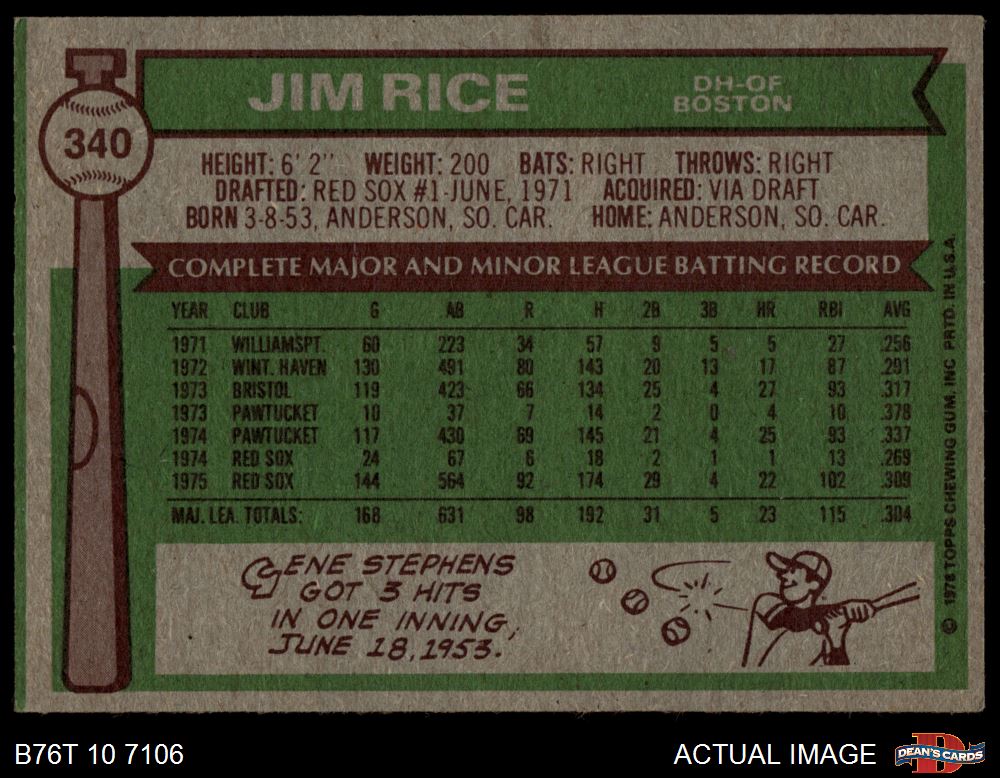 JIM RICE
DH-OF
BOSTON
340
HEIGHT: 6' 2" WEIGHT: 200 BATS: RIGHT THROWS: RIGHT
DRAFTED: RED SOX #1-JUNE, 1971 ACQUIRED: VIA DRAFT
BORN 3-8-53, ANDERSON, SO. CAR. HOME: ANDERSON, SO. CAR.
COMPLETE MAJOR AND MINOR LEAGUE BATTING RECORD
YEAR CLUB G AB R H 2B 3B HR RBI AVG
1971 WILLIAMSPT. 60 223 34 57 9 5 5 27 .256
1972 WINT. HAVEN 130 491 80 143 20 13 17 87 .291
1973 BRISTOL 119 423 66 134 25 4 27 93 .317
1973 PAWTUCKET 10 37 7 14 2 0 4 10 .378
1974 PAWTUCKET 117 430 69 145 21 4 25 93 .337
1974 RED SOX 24 67 6 18 2 1 1 13 .269
1975 RED SOX 144 564 92 174 29 4 22 102 .309
MAJ. LEA. TOTALS: 168 631 98 192 31 5 23 115 .304
GENE STEPHENS
GOT 3 HITS
IN ONE INNING,
JUNE 18, 1953.
© 1976 TOPPS CHEWING GUM, INC PRTD. IN U.S.A.
B76T 10 7106
ACTUAL IMAGE
DEAN'S CARDS